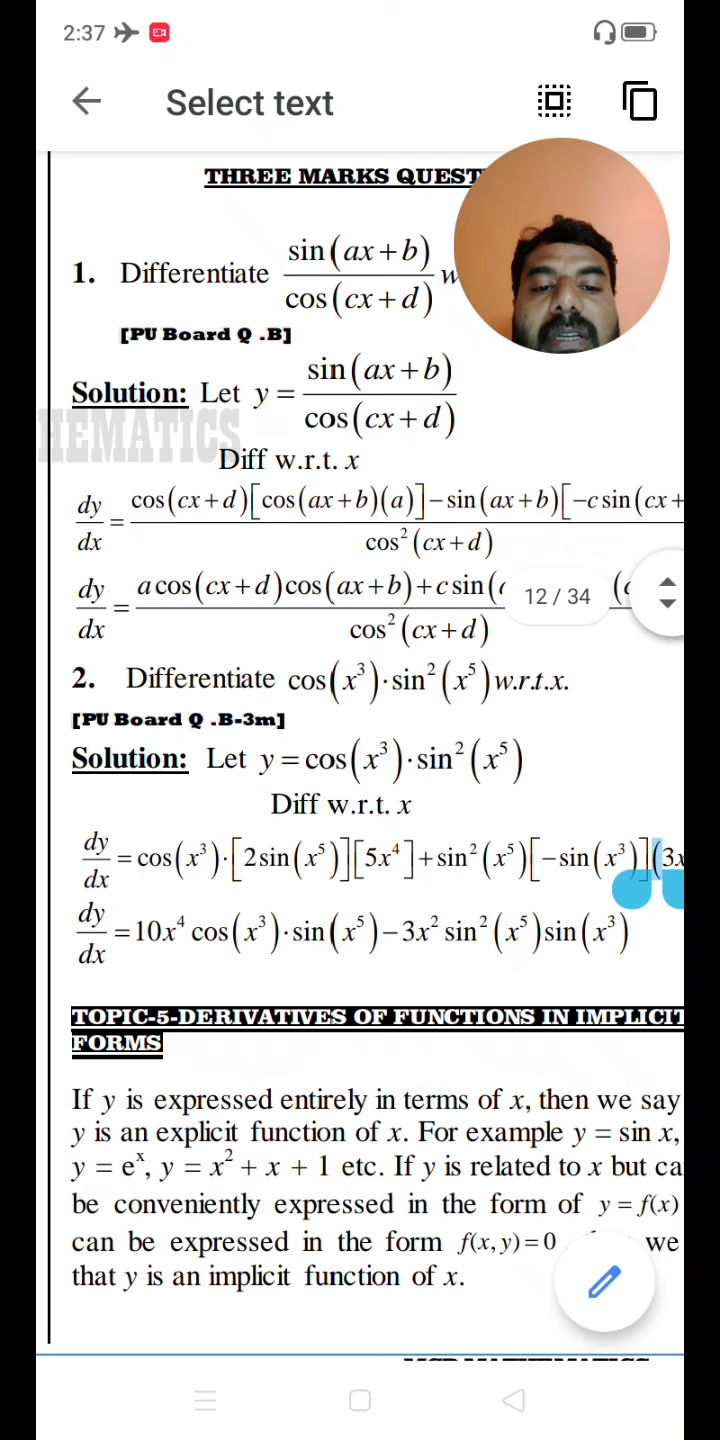 2:37
Select text
THREE MARKS QUEST
1. Differentiate sin(ax+b)/cos(cx+d) w
[PU Board Q .B]
Solution: Let y = sin(ax+b)/cos(cx+d)
HEMATICS
Diff w.r.t. x
dy/dx = cos(cx+d)[cos(ax+b)(a)]−sin(ax+b)[−c sin(cx+ / cos²(cx+d)
dy/dx = a cos(cx+d)cos(ax+b)+c sin( / cos²(cx+d)
12 / 34
2. Differentiate cos(x³)·sin²(x⁵) w.r.t.x.
[PU Board Q .B-3m]
Solution: Let y = cos(x³)·sin²(x⁵)
Diff w.r.t. x
dy/dx = cos(x³)·[2sin(x⁵)][5x⁴]+sin²(x⁵)[−sin(x³)](3x
dy/dx = 10x⁴ cos(x³)·sin(x⁵)−3x² sin²(x⁵)sin(x³)
TOPIC-5-DERIVATIVES OF FUNCTIONS IN IMPLICIT
FORMS
If y is expressed entirely in terms of x, then we say
y is an explicit function of x. For example y = sin x,
y = eˣ, y = x² + x + 1 etc. If y is related to x but ca
be conveniently expressed in the form of y = f(x)
can be expressed in the form f(x,y)=0 we
that y is an implicit function of x.